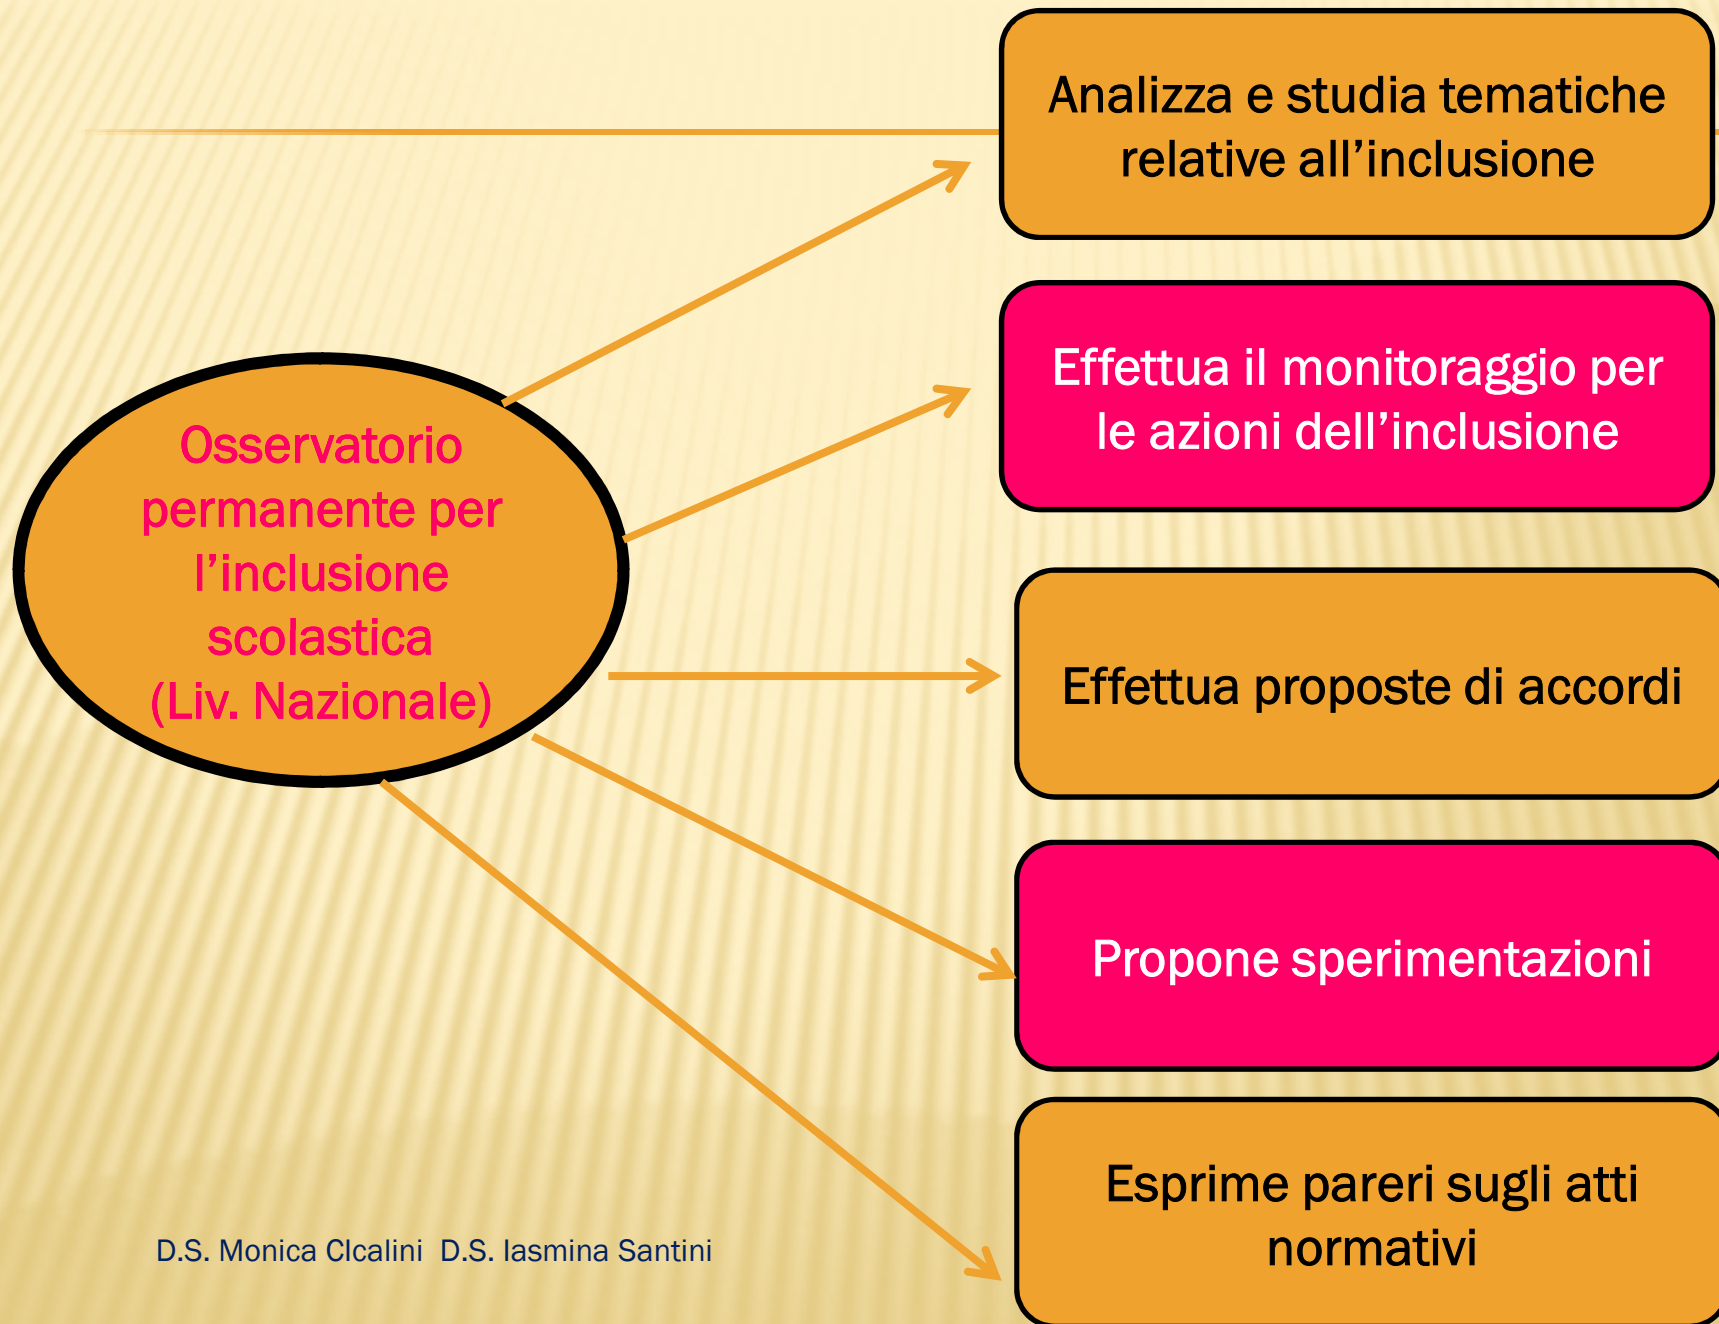 Analizza e studia tematiche
relative all’inclusione
Effettua il monitoraggio per
le azioni dell’inclusione
Osservatorio
permanente per
l’inclusione
scolastica
(Liv. Nazionale)
Effettua proposte di accordi
Propone sperimentazioni
Esprime pareri sugli atti
normativi
D.S. Monica CIcalini D.S. Iasmina Santini